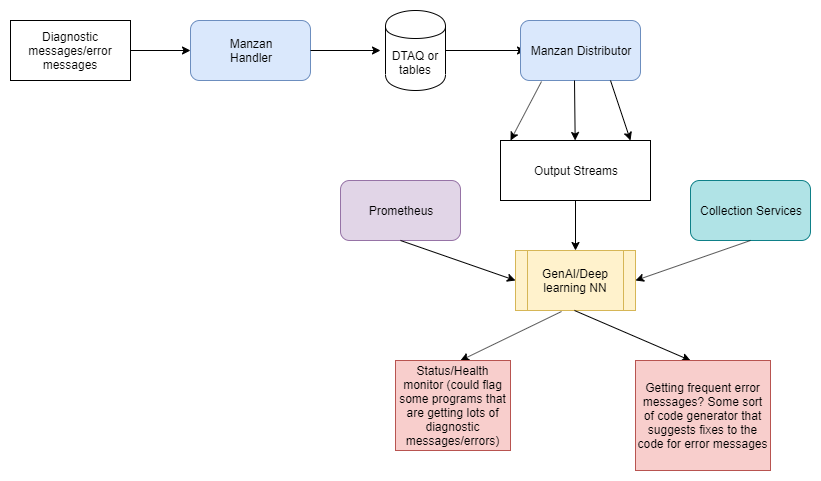 Diagnostic
messages/error
messages
Manzan
Handler
DTAQ or
tables
Manzan Distributor
Output Streams
Prometheus
Collection Services
GenAI/Deep
learning NN
Status/Health
monitor (could flag
some programs that
are getting lots of
diagnostic
messages/errors)
Getting frequent error
messages? Some sort
of code generator that
suggests fixes to the
code for error messages